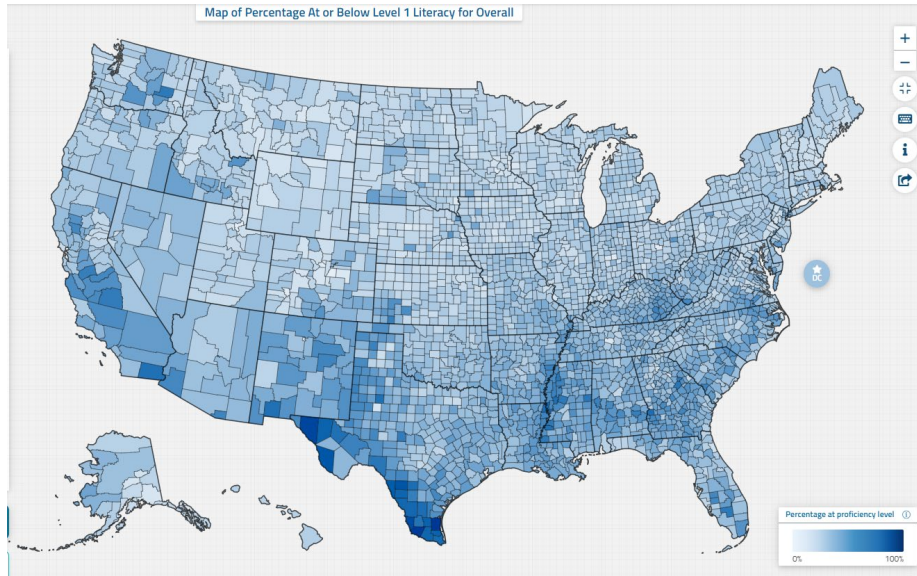 Map of Percentage At or Below Level 1 Literacy for Overall
+
−
i
DC
Percentage at proficiency level ⓘ
0%
100%